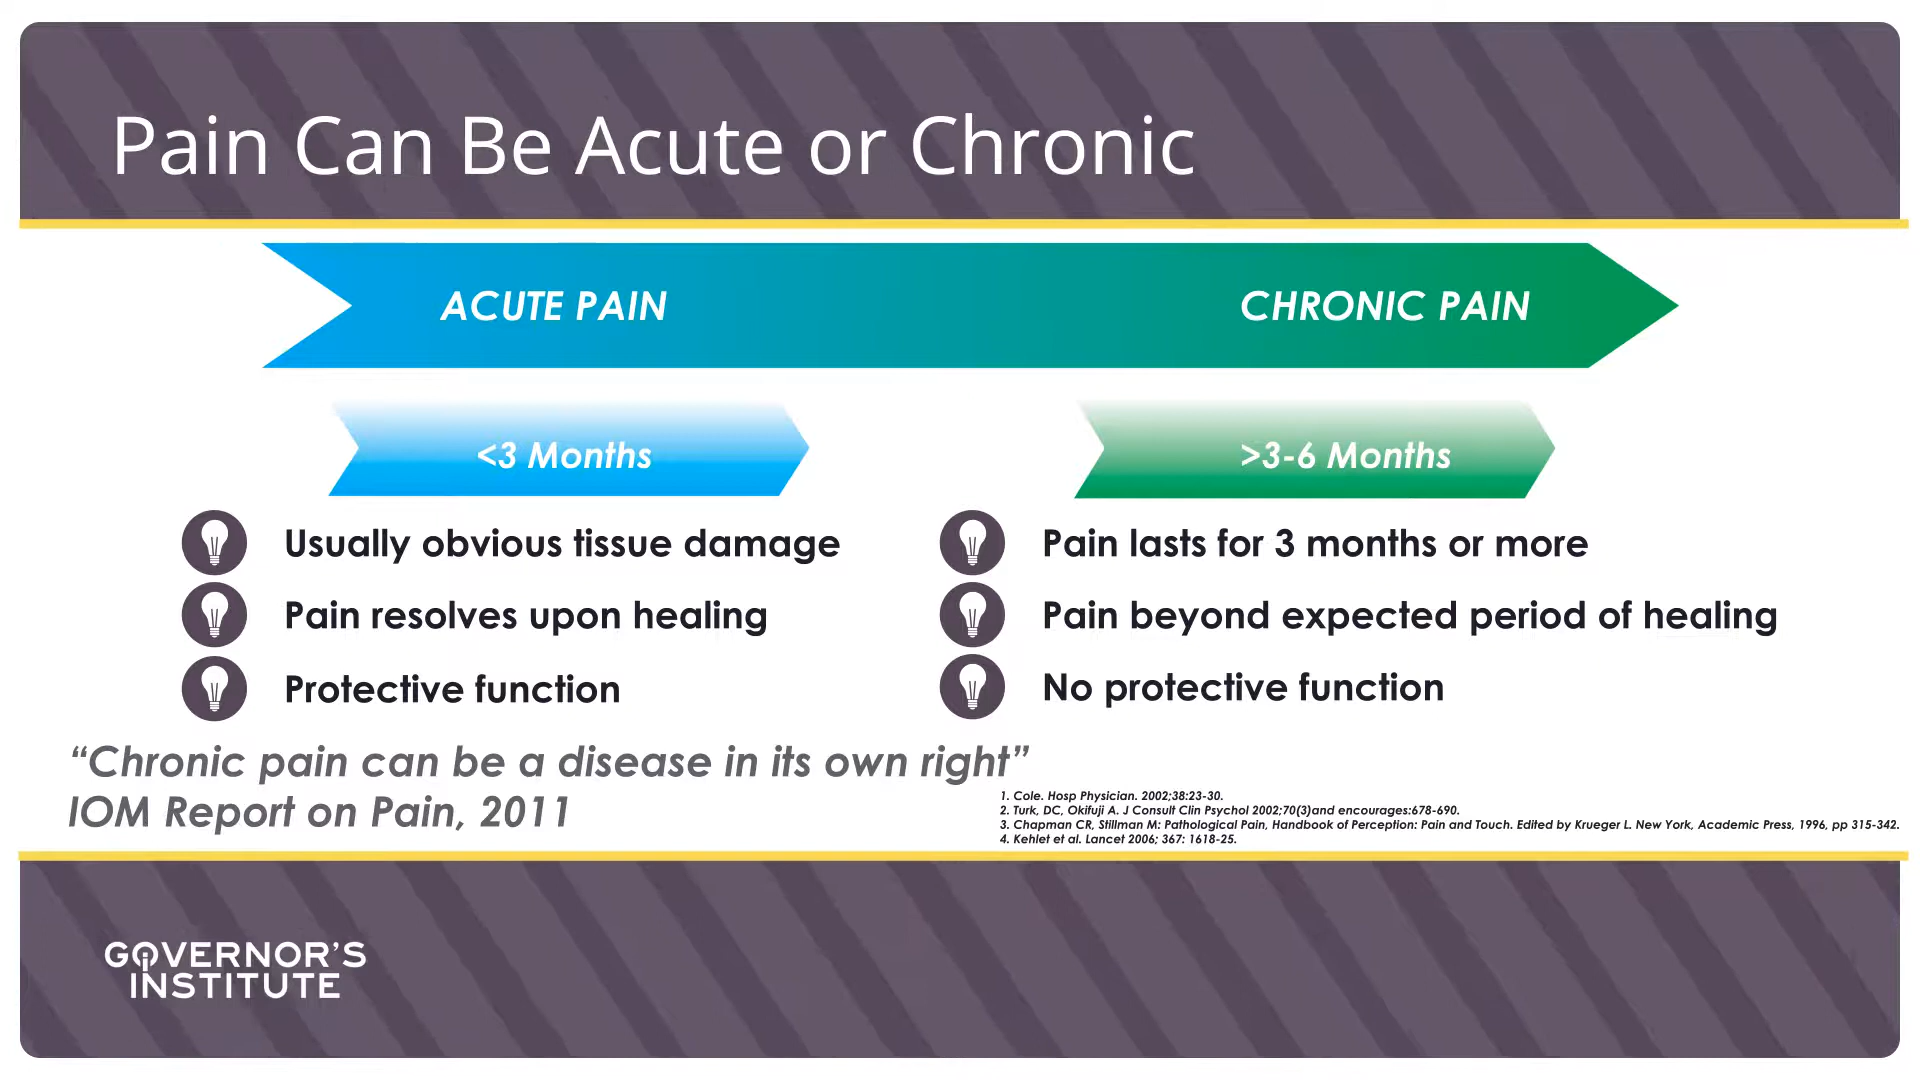 Pain Can Be Acute or Chronic
ACUTE PAIN
CHRONIC PAIN
<3 Months
>3-6 Months
Usually obvious tissue damage
Pain resolves upon healing
Protective function
Pain lasts for 3 months or more
Pain beyond expected period of healing
No protective function
“Chronic pain can be a disease in its own right”
IOM Report on Pain, 2011
1. Cole. Hosp Physician. 2002;38:23-30.
2. Turk, DC, Okifuji A. J Consult Clin Psychol 2002;70(3)and encourages:678-690.
3. Chapman CR, Stillman M: Pathological Pain, Handbook of Perception: Pain and Touch. Edited by Krueger L. New York, Academic Press, 1996, pp 315-342.
4. Kehlet et al. Lancet 2006; 367: 1618-25.
GOVERNOR’S
INSTITUTE